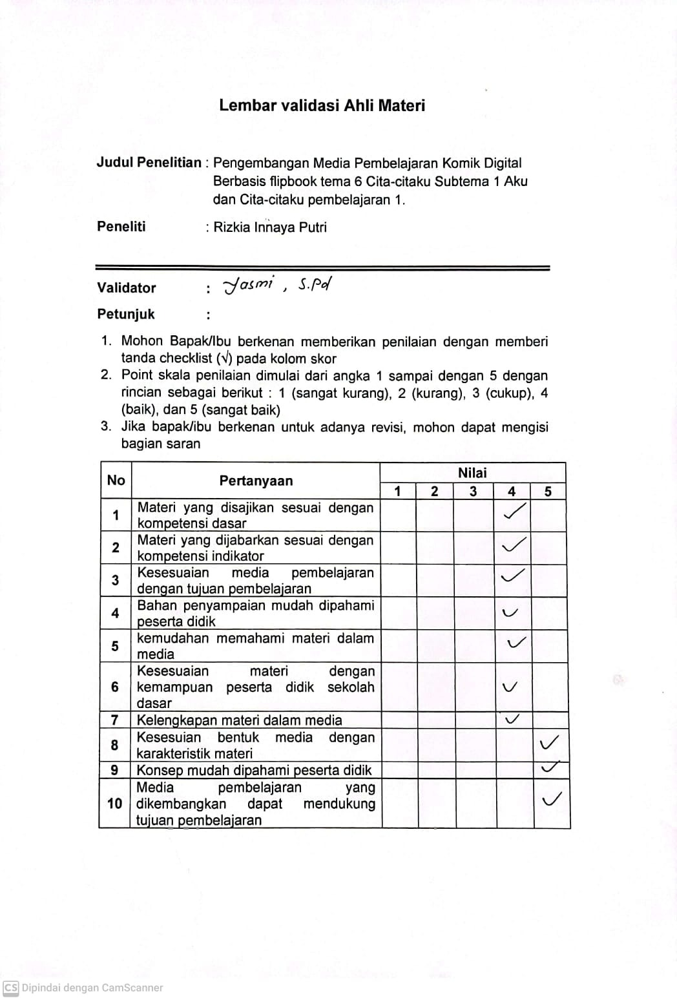 Lembar validasi Ahli Materi
Judul Penelitian : Pengembangan Media Pembelajaran Komik Digital
Berbasis flipbook tema 6 Cita-citaku Subtema 1 Aku
dan Cita-citaku pembelajaran 1.
Peneliti : Rizkia Innaya Putri
Validator : Yasmi, S.Pd
Petunjuk :
1. Mohon Bapak/Ibu berkenan memberikan penilaian dengan memberi
tanda checklist (√) pada kolom skor
2. Point skala penilaian dimulai dari angka 1 sampai dengan 5 dengan
rincian sebagai berikut : 1 (sangat kurang), 2 (kurang), 3 (cukup), 4
(baik), dan 5 (sangat baik)
3. Jika bapak/ibu berkenan untuk adanya revisi, mohon dapat mengisi
bagian saran
No Pertanyaan Nilai
1 2 3 4 5
1 Materi yang disajikan sesuai dengan
kompetensi dasar ✓
2 Materi yang dijabarkan sesuai dengan
kompetensi indikator ✓
3 Kesesuaian media pembelajaran
dengan tujuan pembelajaran ✓
4 Bahan penyampaian mudah dipahami
peserta didik ✓
5 kemudahan memahami materi dalam
media ✓
6 Kesesuaian materi dengan
kemampuan peserta didik sekolah
dasar ✓
7 Kelengkapan materi dalam media ✓
8 Kesesuian bentuk media dengan
karakteristik materi ✓
9 Konsep mudah dipahami peserta didik ✓
10 Media pembelajaran yang
dikembangkan dapat mendukung
tujuan pembelajaran ✓
CS Dipindai dengan CamScanner